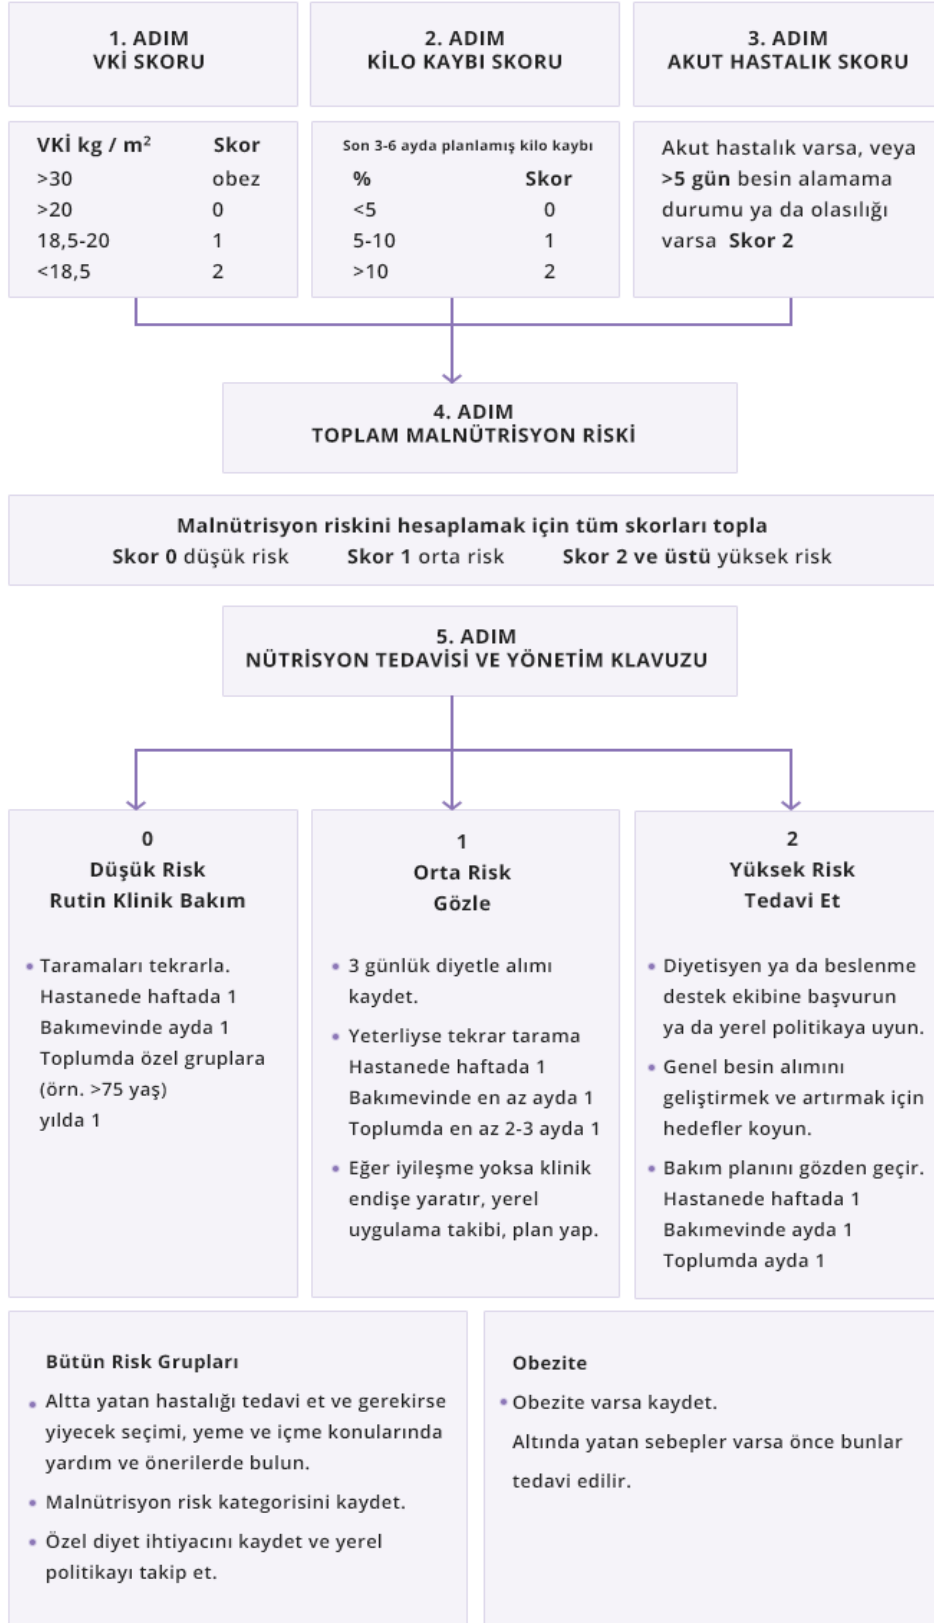 1. ADIM
VKİ SKORU
2. ADIM
KİLO KAYBI SKORU
3. ADIM
AKUT HASTALIK SKORU
VKİ kg / m² Skor
>30 obez
>20 0
18,5-20 1
<18,5 2
Son 3-6 ayda planlamış kilo kaybı
% Skor
<5 0
5-10 1
>10 2
Akut hastalık varsa, veya
>5 gün besin alamama
durumu ya da olasılığı
varsa Skor 2
4. ADIM
TOPLAM MALNÜTRİSYON RİSKİ
Malnütrisyon riskini hesaplamak için tüm skorları topla
Skor 0 düşük risk Skor 1 orta risk Skor 2 ve üstü yüksek risk
5. ADIM
NÜTRİSYON TEDAVİSİ VE YÖNETİM KLAVUZU
0
Düşük Risk
Rutin Klinik Bakım
• Taramaları tekrarla.
Hastanede haftada 1
Bakımevinde ayda 1
Toplumda özel gruplara
(örn. >75 yaş)
yılda 1
1
Orta Risk
Gözle
• 3 günlük diyetle alımı
kaydet.
• Yeterliyse tekrar tarama
Hastanede haftada 1
Bakımevinde en az ayda 1
Toplumda en az 2-3 ayda 1
• Eğer iyileşme yoksa klinik
endişe yaratır, yerel
uygulama takibi, plan yap.
2
Yüksek Risk
Tedavi Et
• Diyetisyen ya da beslenme
destek ekibine başvurun
ya da yerel politikaya uyun.
• Genel besin alımını
geliştirmek ve artırmak için
hedefler koyun.
• Bakım planını gözden geçir.
Hastanede haftada 1
Bakımevinde ayda 1
Toplumda ayda 1
Bütün Risk Grupları
• Altta yatan hastalığı tedavi et ve gerekirse
yiyecek seçimi, yeme ve içme konularında
yardım ve önerilerde bulun.
• Malnütrisyon risk kategorisini kaydet.
• Özel diyet ihtiyacını kaydet ve yerel
politikayı takip et.
Obezite
• Obezite varsa kaydet.
Altında yatan sebepler varsa önce bunlar
tedavi edilir.